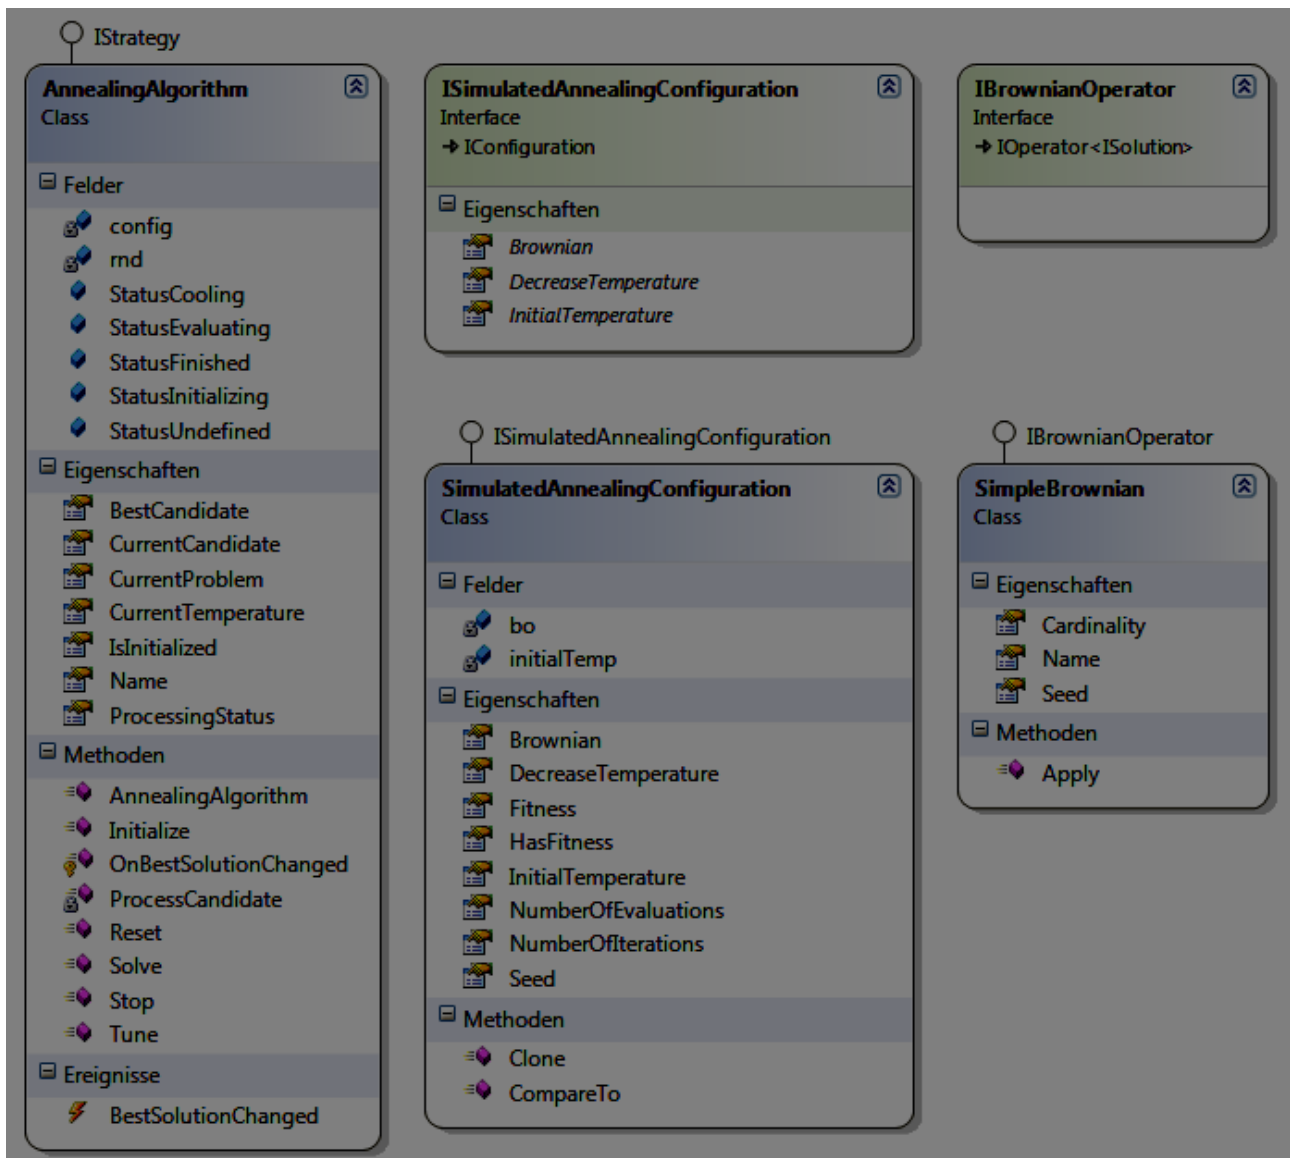 IStrategy
AnnealingAlgorithm
Class
Felder
config
rnd
StatusCooling
StatusEvaluating
StatusFinished
StatusInitializing
StatusUndefined
Eigenschaften
BestCandidate
CurrentCandidate
CurrentProblem
CurrentTemperature
IsInitialized
Name
ProcessingStatus
Methoden
AnnealingAlgorithm
Initialize
OnBestSolutionChanged
ProcessCandidate
Reset
Solve
Stop
Tune
Ereignisse
BestSolutionChanged
ISimulatedAnnealingConfiguration
Interface
IConfiguration
Eigenschaften
Brownian
DecreaseTemperature
InitialTemperature
ISimulatedAnnealingConfiguration
SimulatedAnnealingConfiguration
Class
Felder
bo
initialTemp
Eigenschaften
Brownian
DecreaseTemperature
Fitness
HasFitness
InitialTemperature
NumberOfEvaluations
NumberOfIterations
Seed
Methoden
Clone
CompareTo
IBrownianOperator
Interface
IOperator<ISolution>
IBrownianOperator
SimpleBrownian
Class
Eigenschaften
Cardinality
Name
Seed
Methoden
Apply